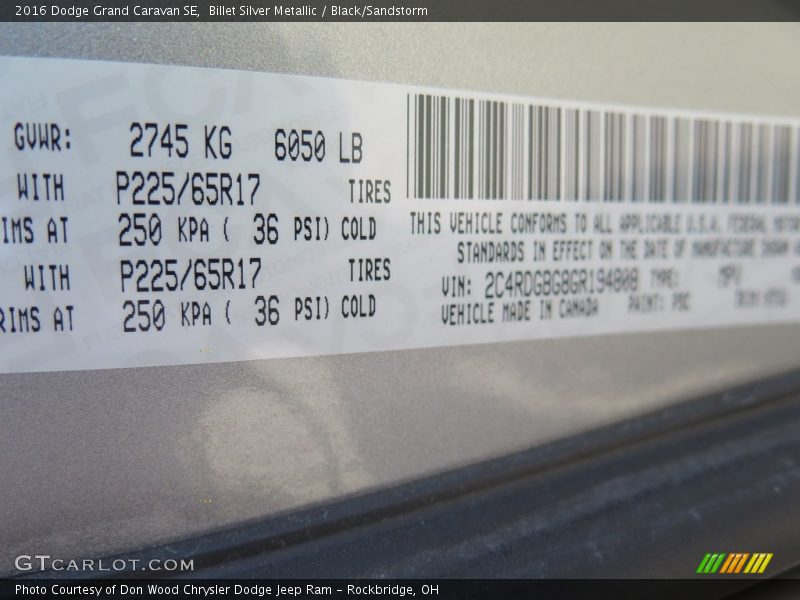 2016 Dodge Grand Caravan SE,  Billet Silver Metallic / Black/Sandstorm
GVWR: 2745 KG 6050 LB
WITH P225/65R17 TIRES
IMS AT 250 KPA ( 36 PSI) COLD
WITH P225/65R17 TIRES
RIMS AT 250 KPA ( 36 PSI) COLD
THIS VEHICLE CONFORMS TO ALL APPLICABLE U.S.A. FEDERAL MOTOR
STANDARDS IN EFFECT ON THE DATE OF MANUFACTURE SHOWN
VIN: 2C4RDGBG8GR194808 TYPE: MPV
VEHICLE MADE IN CANADA PAINT: PSC
GTCARLOT.COM
Photo Courtesy of Don Wood Chrysler Dodge Jeep Ram – Rockbridge, OH